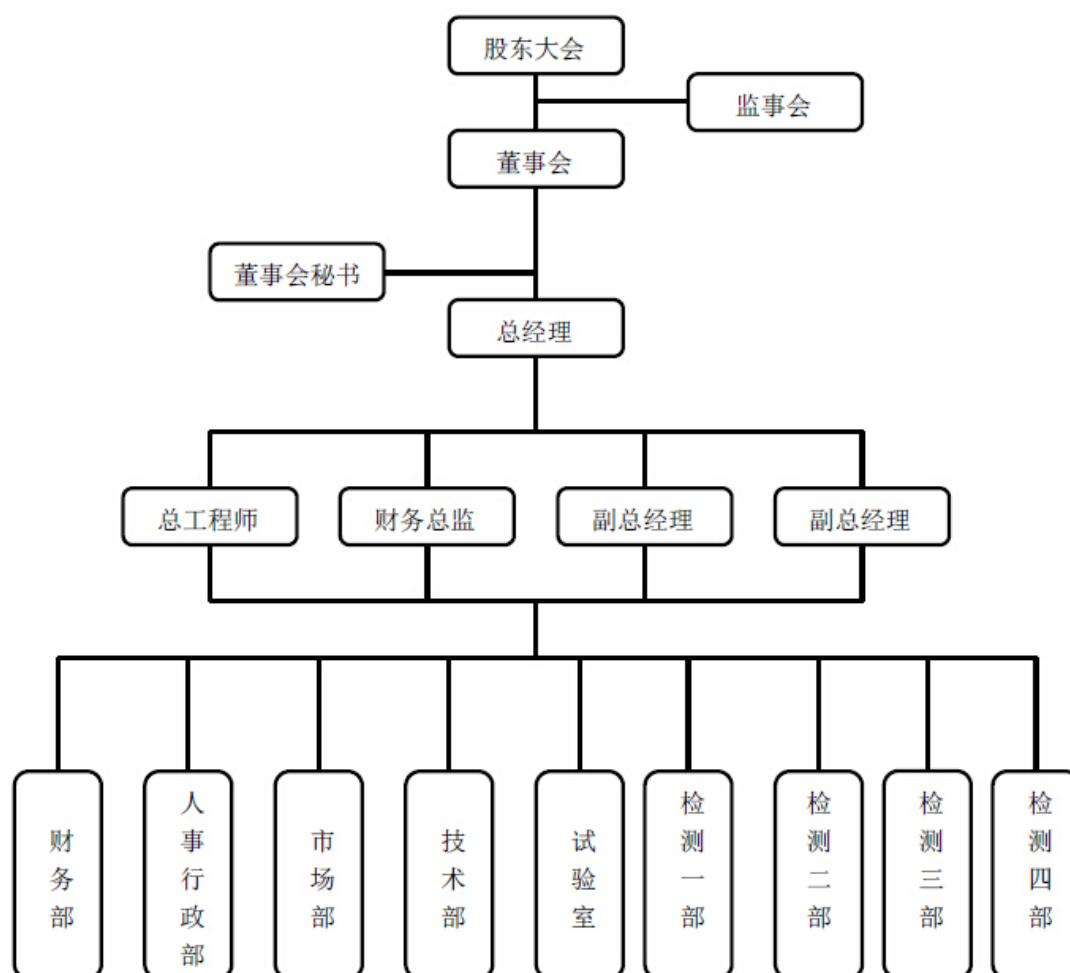 股东大会
监事会
董事会
董事会秘书
总经理
总工程师
财务总监
副总经理
副总经理
财务部
人事行政部
市场部
技术部
试验室
检测一部
检测二部
检测三部
检测四部